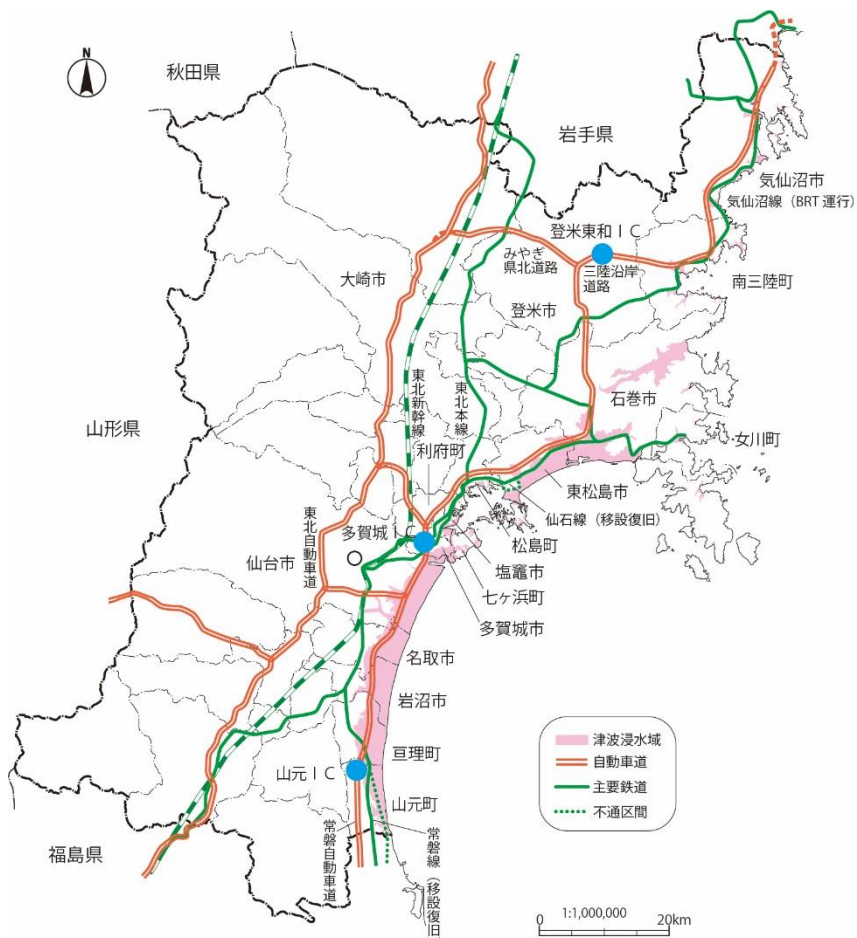 N
秋田県
岩手県
気仙沼市
気仙沼線（BRT 運行）
登米東和ＩＣ
みやぎ
県北道路
三陸沿岸
道路
大崎市
登米市
南三陸町
東北新幹線
東北本線
石巻市
山形県
女川町
利府町
東松島市
仙石線（移設復旧）
多賀城ＩＣ
松島町
東北自動車道
仙台市
塩竈市
七ヶ浜町
多賀城市
名取市
岩沼市
亘理町
山元ＩＣ
山元町
福島県
常磐自動車道
常磐線（移設復旧
津波浸水域
自動車道
主要鉄道
不通区間
1:1,000,000
0
20km